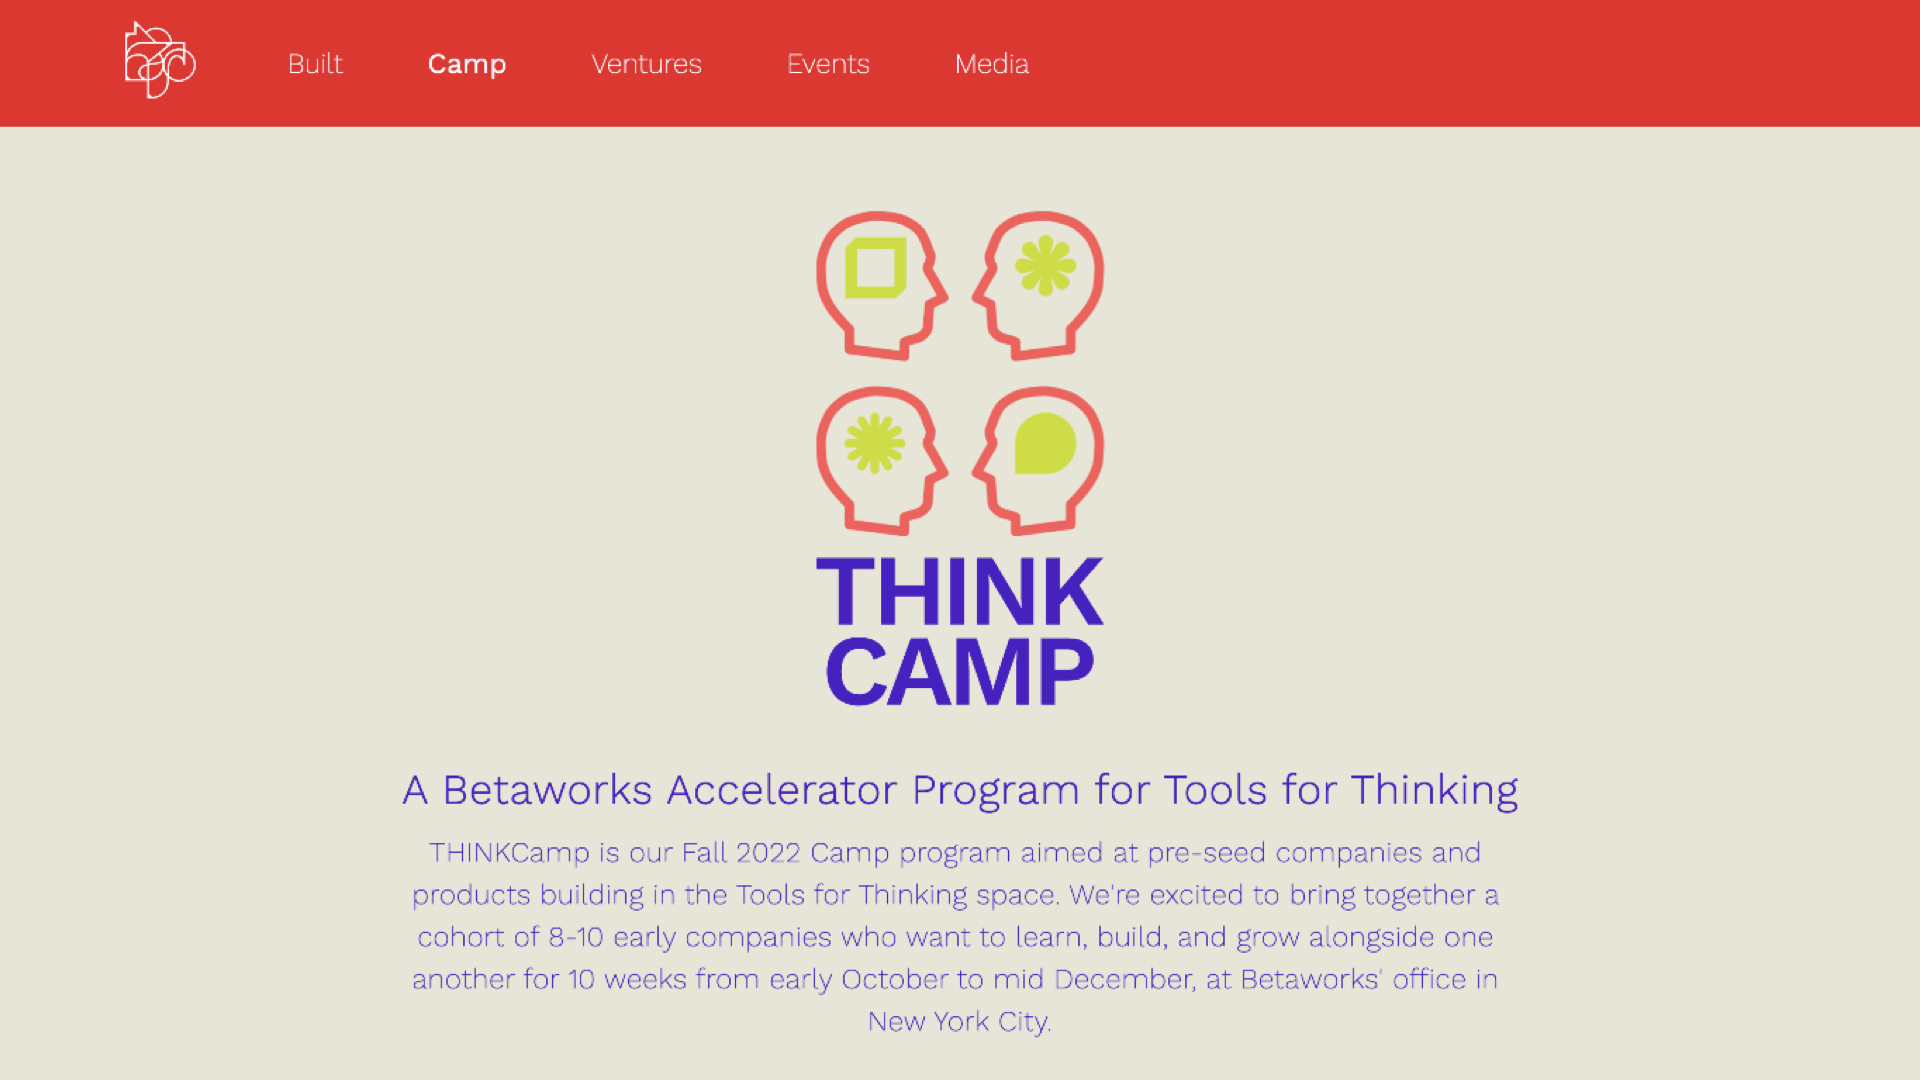 Built Camp Ventures Events Media
THINK
CAMP
A Betaworks Accelerator Program for Tools for Thinking
THINKCamp is our Fall 2022 Camp program aimed at pre-seed companies and
products building in the Tools for Thinking space. We're excited to bring together a
cohort of 8-10 early companies who want to learn, build, and grow alongside one
another for 10 weeks from early October to mid December, at Betaworks' office in
New York City.